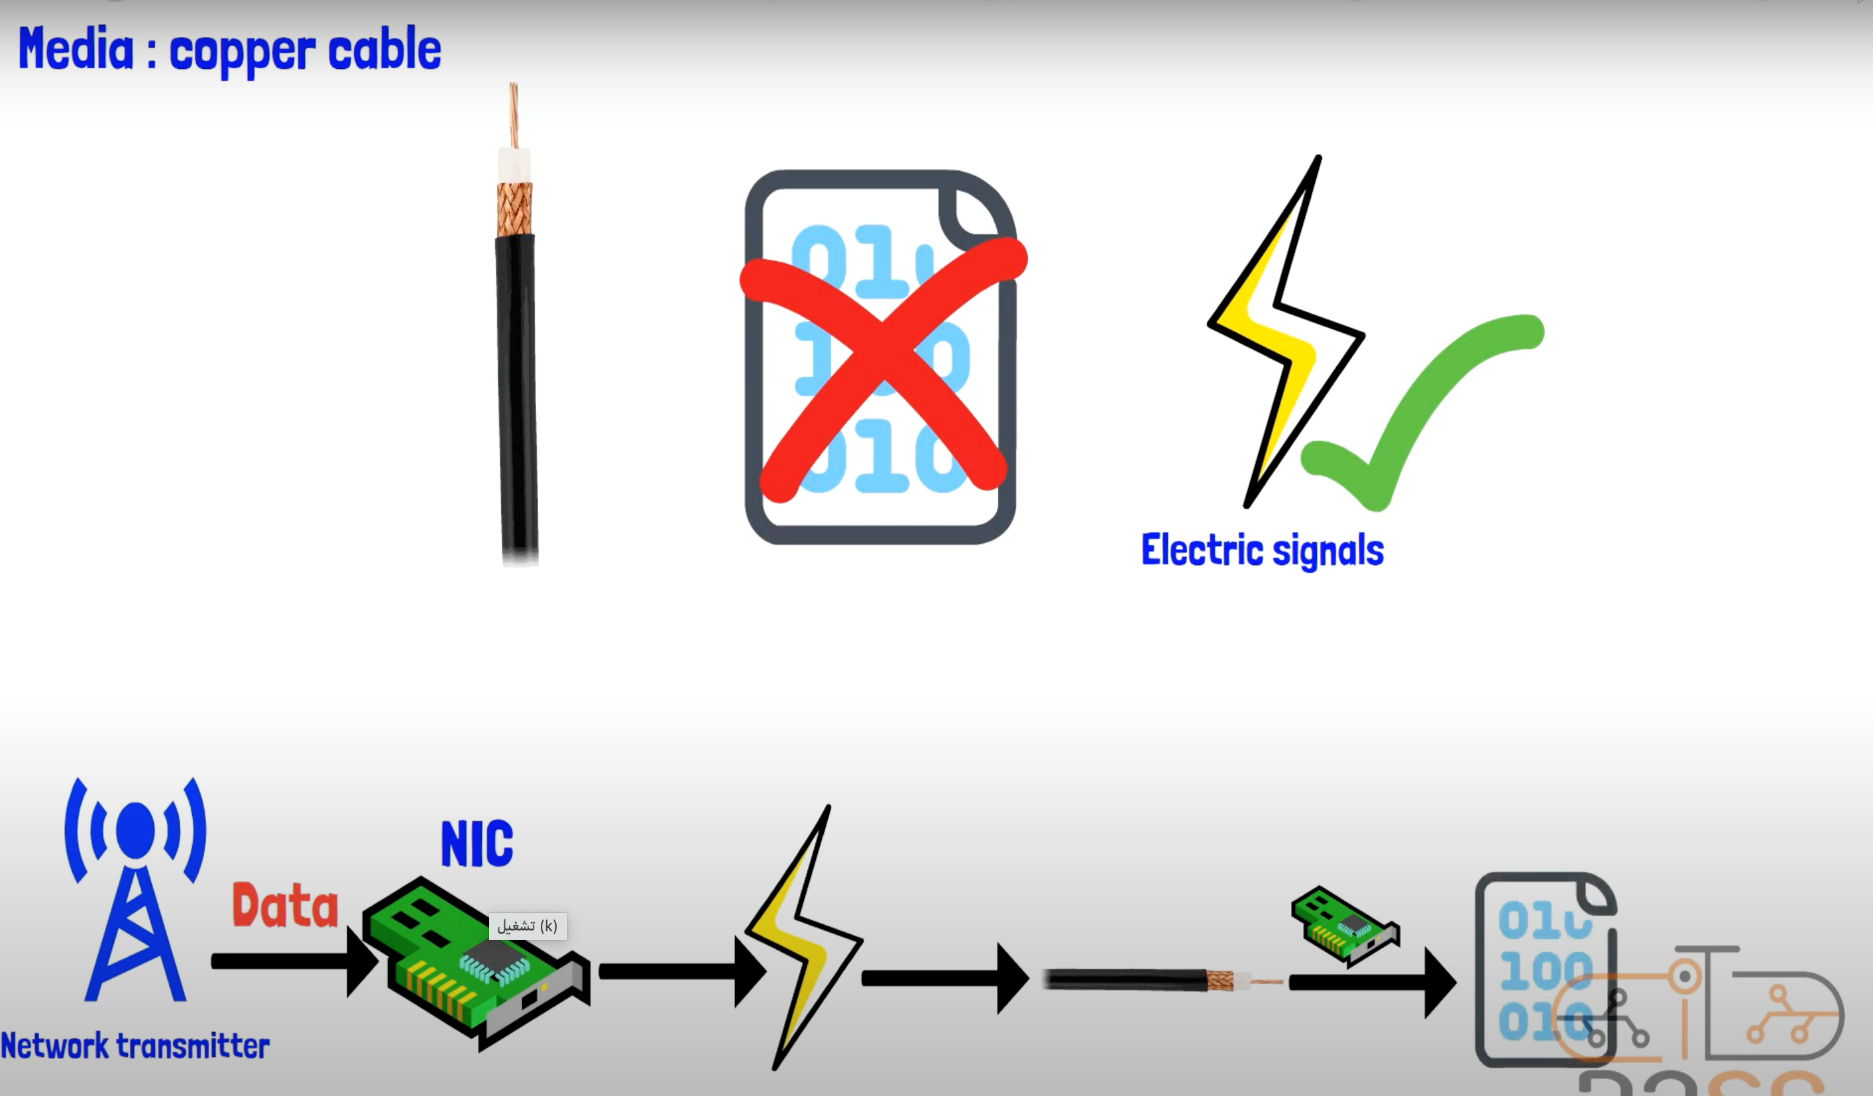 Media : copper cable
010
100
010
Electric signals
NIC
Data
تشغيل (k)
Network transmitter
010
100
010